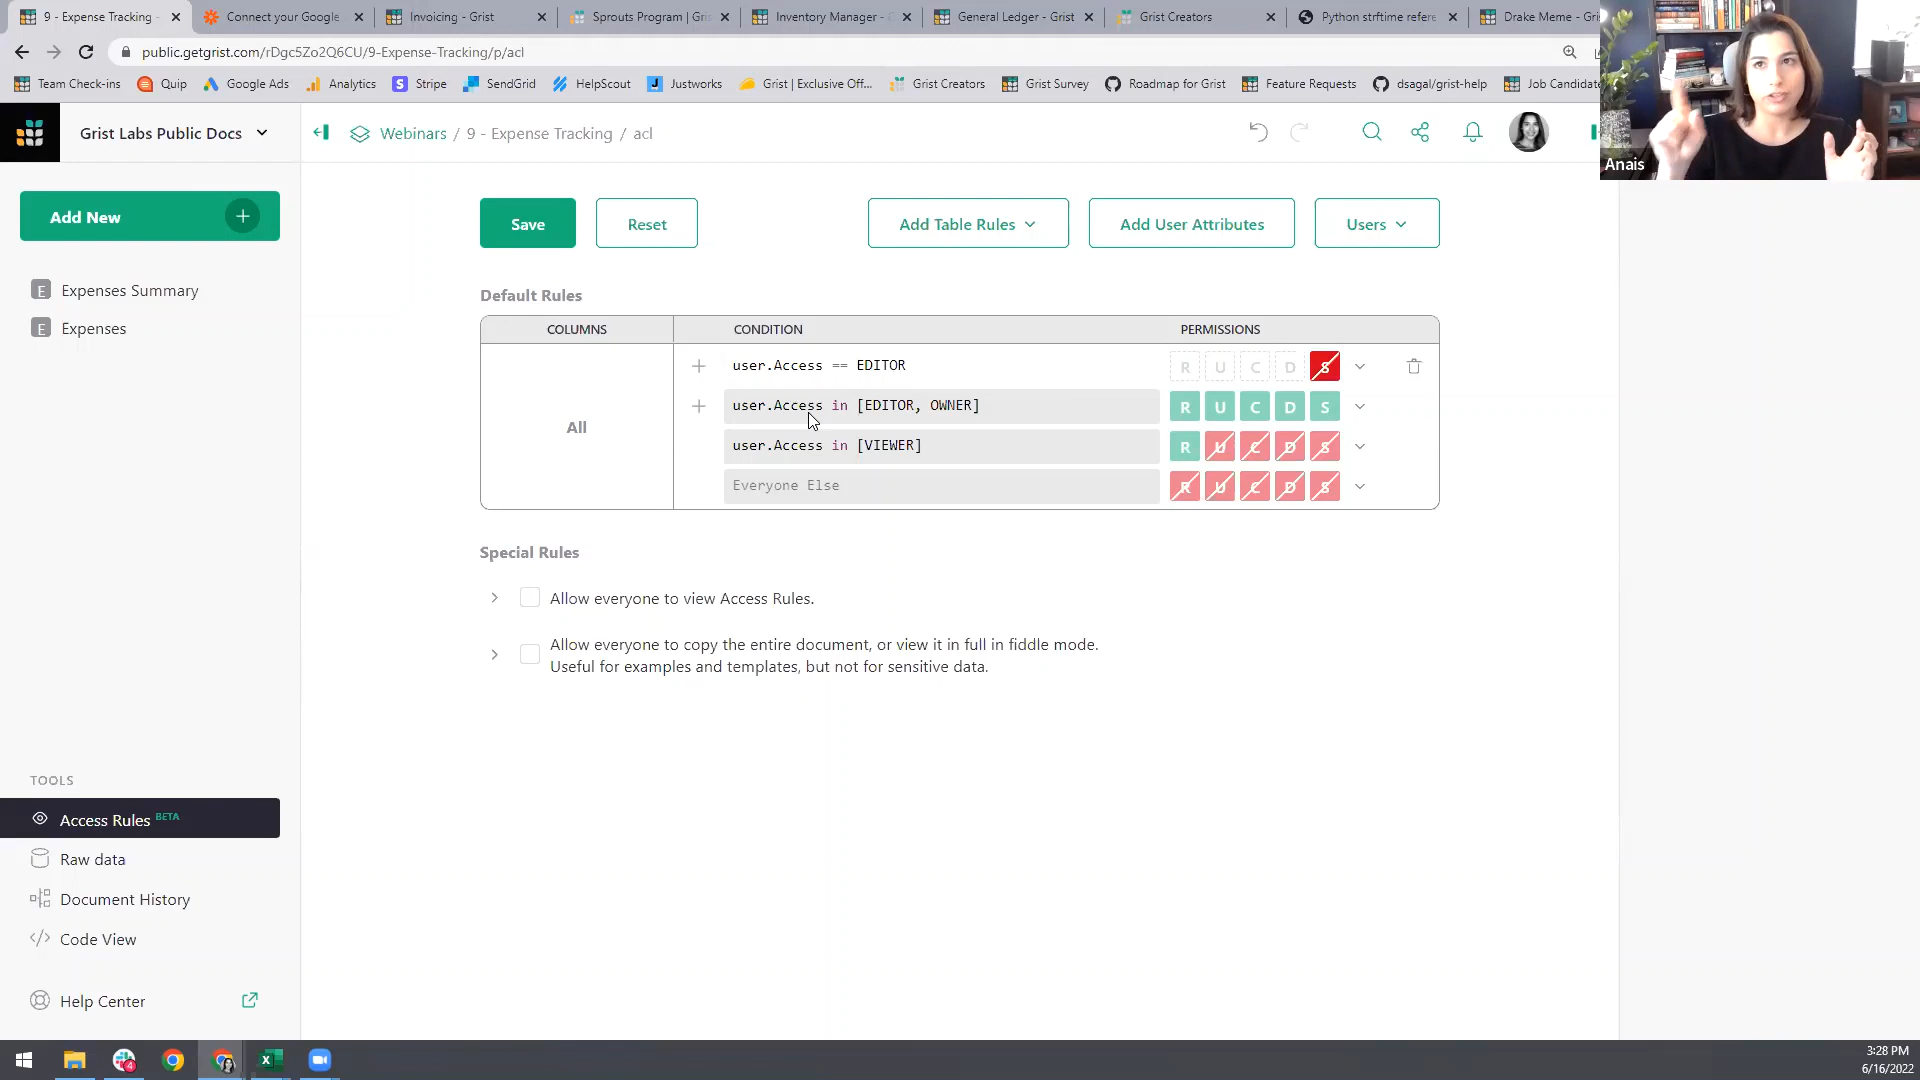 9 - Expense Tracking -
Connect your Google
Invoicing - Grist
Sprouts Program | Gris
Inventory Manager -
General Ledger - Grist
Grist Creators
Python strftime refere
Drake Meme - Gri
public.getgrist.com/rDgc5Zo2Q6CU/9-Expense-Tracking/p/acl
Team Check-ins
Quip
Google Ads
Analytics
Stripe
SendGrid
HelpScout
Justworks
Grist | Exclusive Off...
Grist Creators
Grist Survey
Roadmap for Grist
Feature Requests
dsagal/grist-help
Job Candidate
Anais
Grist Labs Public Docs
Webinars / 9 - Expense Tracking / acl
Add New
Expenses Summary
Expenses
Save
Reset
Add Table Rules
Add User Attributes
Users
Default Rules
COLUMNS
CONDITION
PERMISSIONS
All
user.Access == EDITOR
R U C D S
user.Access in [EDITOR, OWNER]
R U C D S
user.Access in [VIEWER]
R U C D S
Everyone Else
R U C D S
Special Rules
Allow everyone to view Access Rules.
Allow everyone to copy the entire document, or view it in full in fiddle mode.
Useful for examples and templates, but not for sensitive data.
TOOLS
Access Rules BETA
Raw data
Document History
Code View
Help Center
3:28 PM
6/16/2022